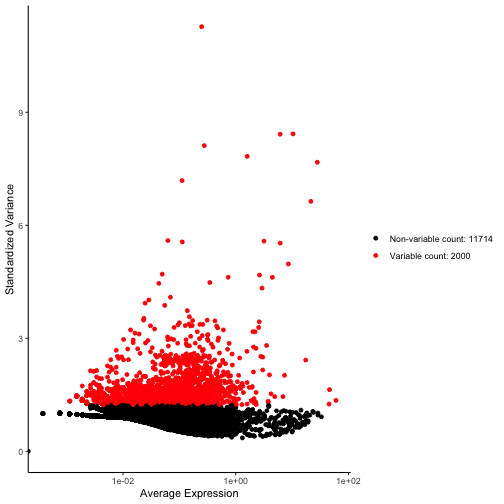 9
6
3
0
Standardized Variance
1e-02
1e+00
1e+02
Average Expression
Non-variable count: 11714
Variable count: 2000